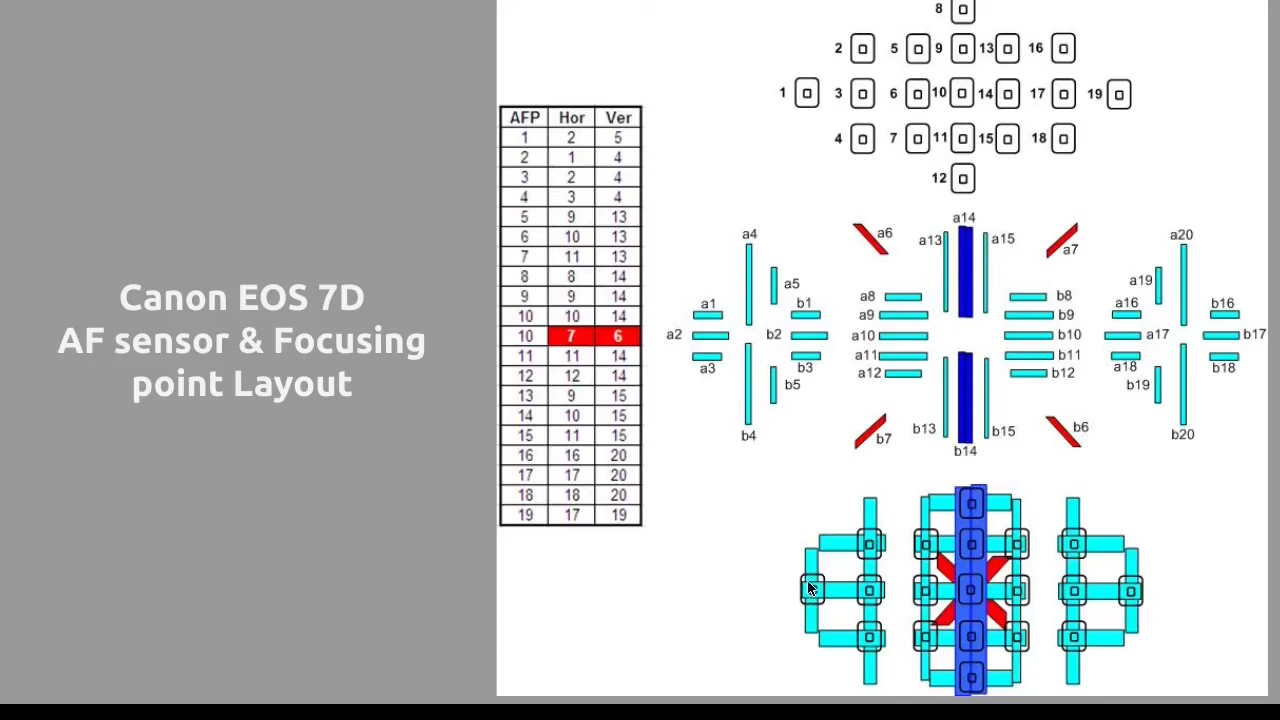 Canon EOS 7D
AF sensor & Focusing
point Layout
AFP Hor Ver
1 2 5
2 1 4
3 2 4
4 3 4
5 9 13
6 10 13
7 11 13
8 8 14
9 9 14
10 10 14
10 7 6
11 11 14
12 12 14
13 9 15
14 10 15
15 11 15
16 16 20
17 17 20
18 18 20
19 17 19
8
2 5 9 13 16
1 3 6 10 14 17 19
4 7 11 15 18
12
a14
a4 a6 a13 a15 a7 a20
a5 a19
a1 b1 a8 b8 a16 b16
a9 b9
a2 b2 a10 b10 a17 b17
a11 b11
a3 b3 a12 b12 a18 b18
b5 b19
b4 b7 b13 b15 b6 b20
b14